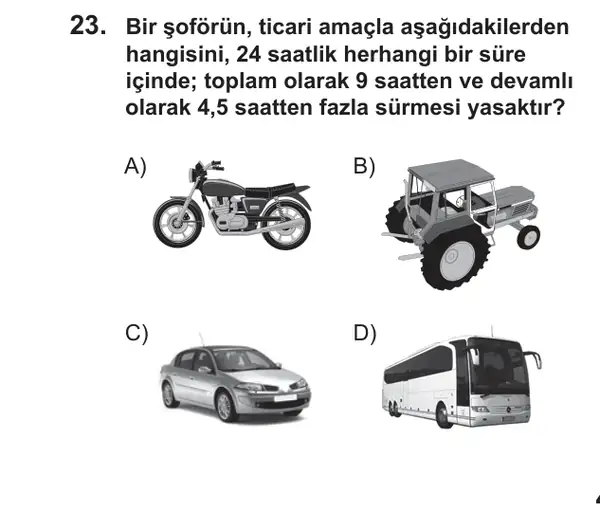 23. Bir şoförün, ticari amaçla aşağıdakilerden
hangisini, 24 saatlik herhangi bir süre
içinde; toplam olarak 9 saatten ve devamlı
olarak 4,5 saatten fazla sürmesi yasaktır?
A)
B)
C)
D)